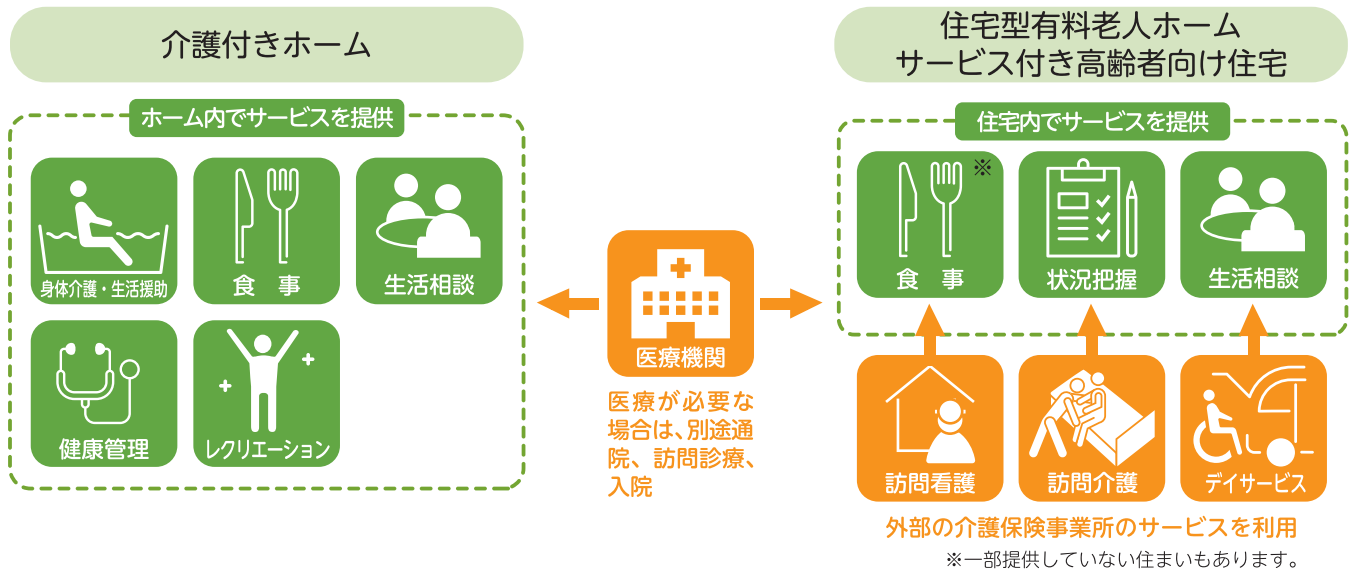 介護付きホーム
ホーム内でサービスを提供
身体介護・生活援助
食 事
生活相談
健康管理
レクリエーション
医療機関
医療が必要な
場合は、別途通
院、訪問診療、
入院
住宅型有料老人ホーム
サービス付き高齢者向け住宅
住宅内でサービスを提供
※
食 事
状況把握
生活相談
訪問看護
訪問介護
デイサービス
外部の介護保険事業所のサービスを利用
※一部提供していない住まいもあります。